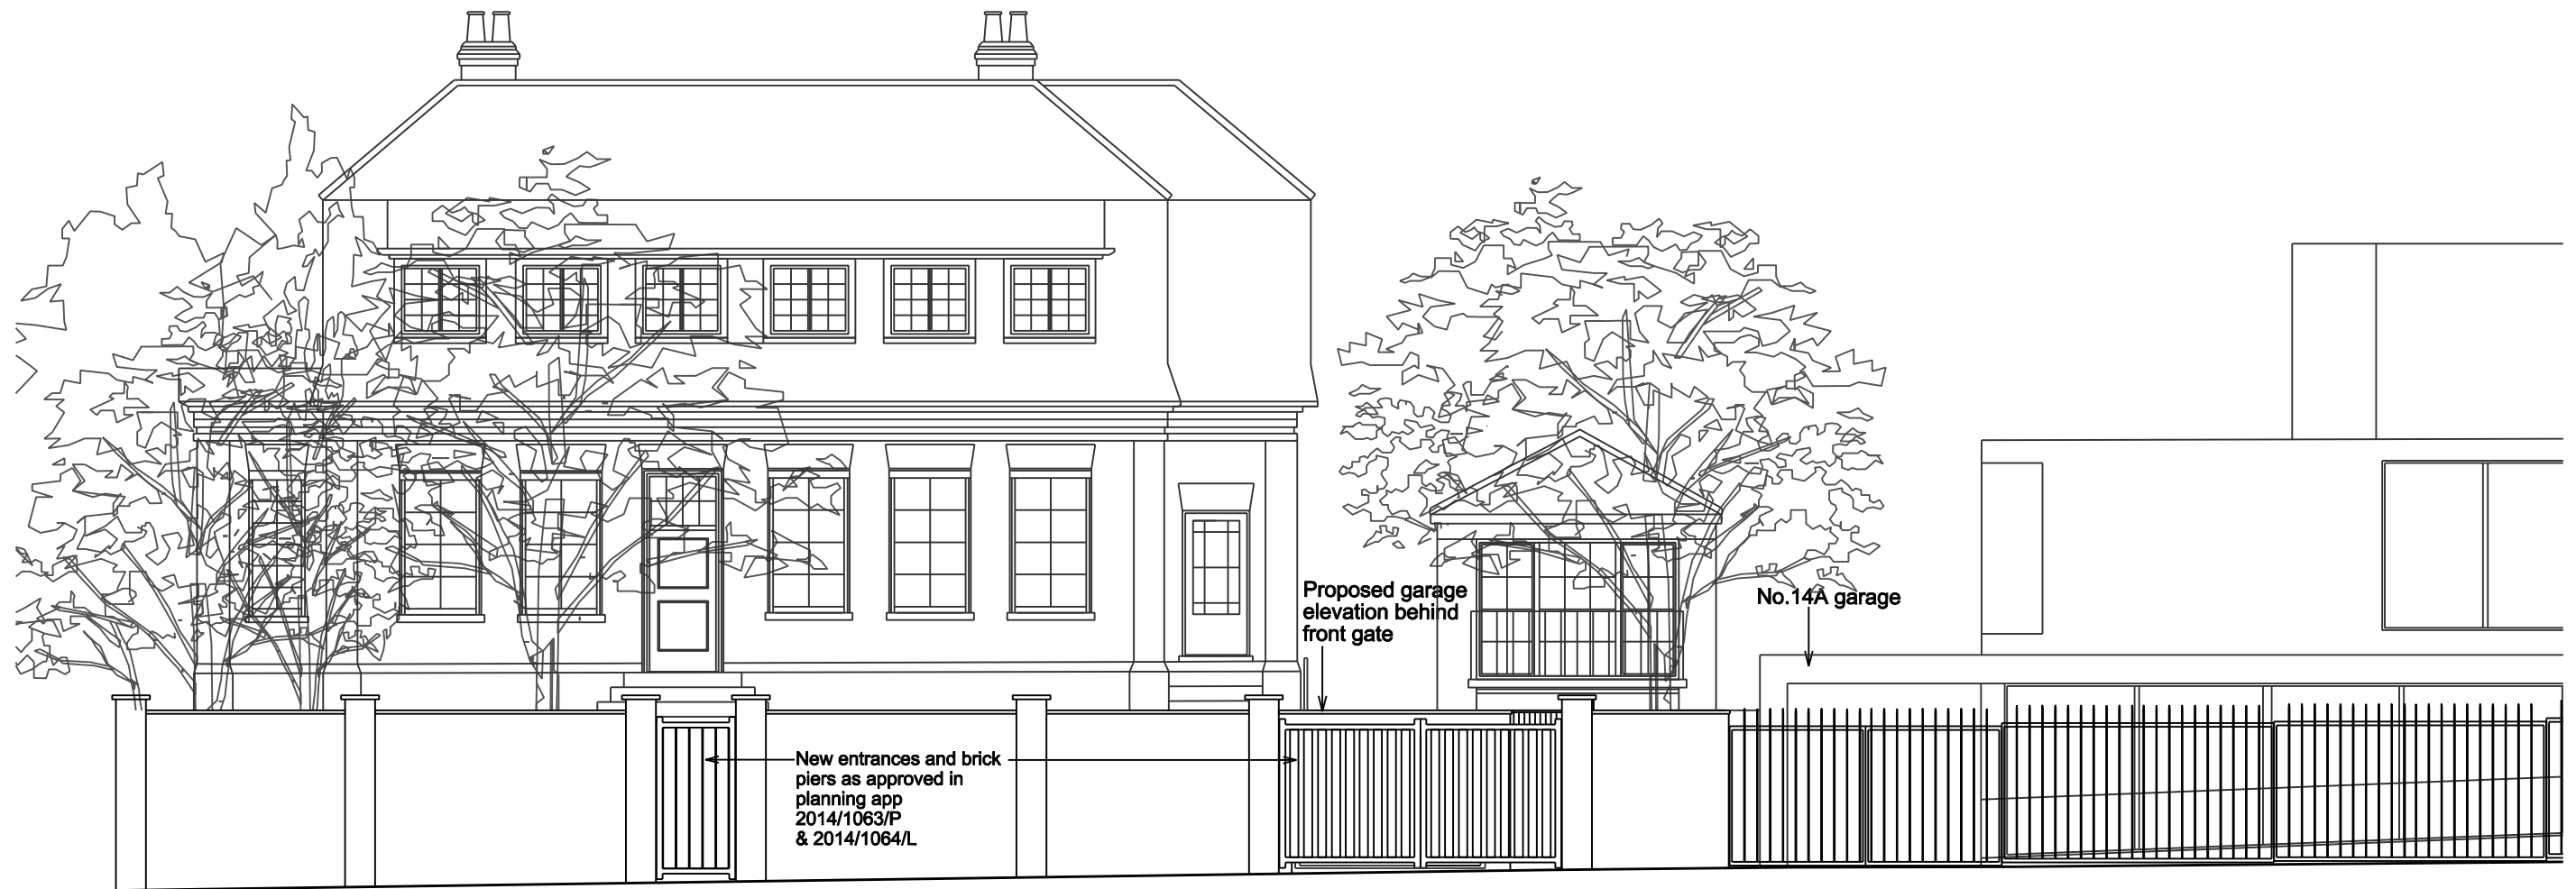 Proposed garage
elevation behind
front gate
No.14A garage
New entrances and brick
piers as approved in
planning app
2014/1063/P
& 2014/1064/L